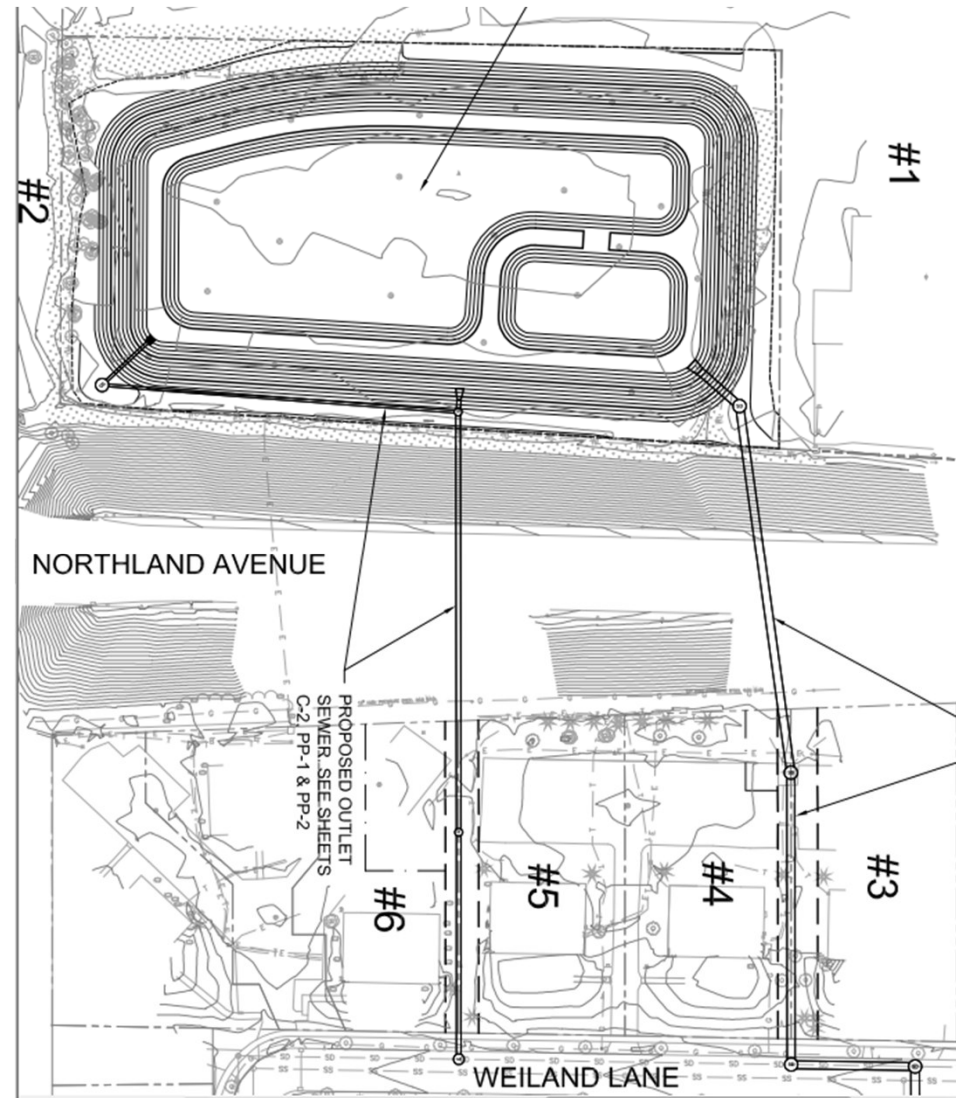 #1
#2
NORTHLAND AVENUE
PROPOSED OUTLET
SEWER. SEE SHEETS
C-2, PP-1 & PP-2
#6
#5
#4
#3
WEILAND LANE